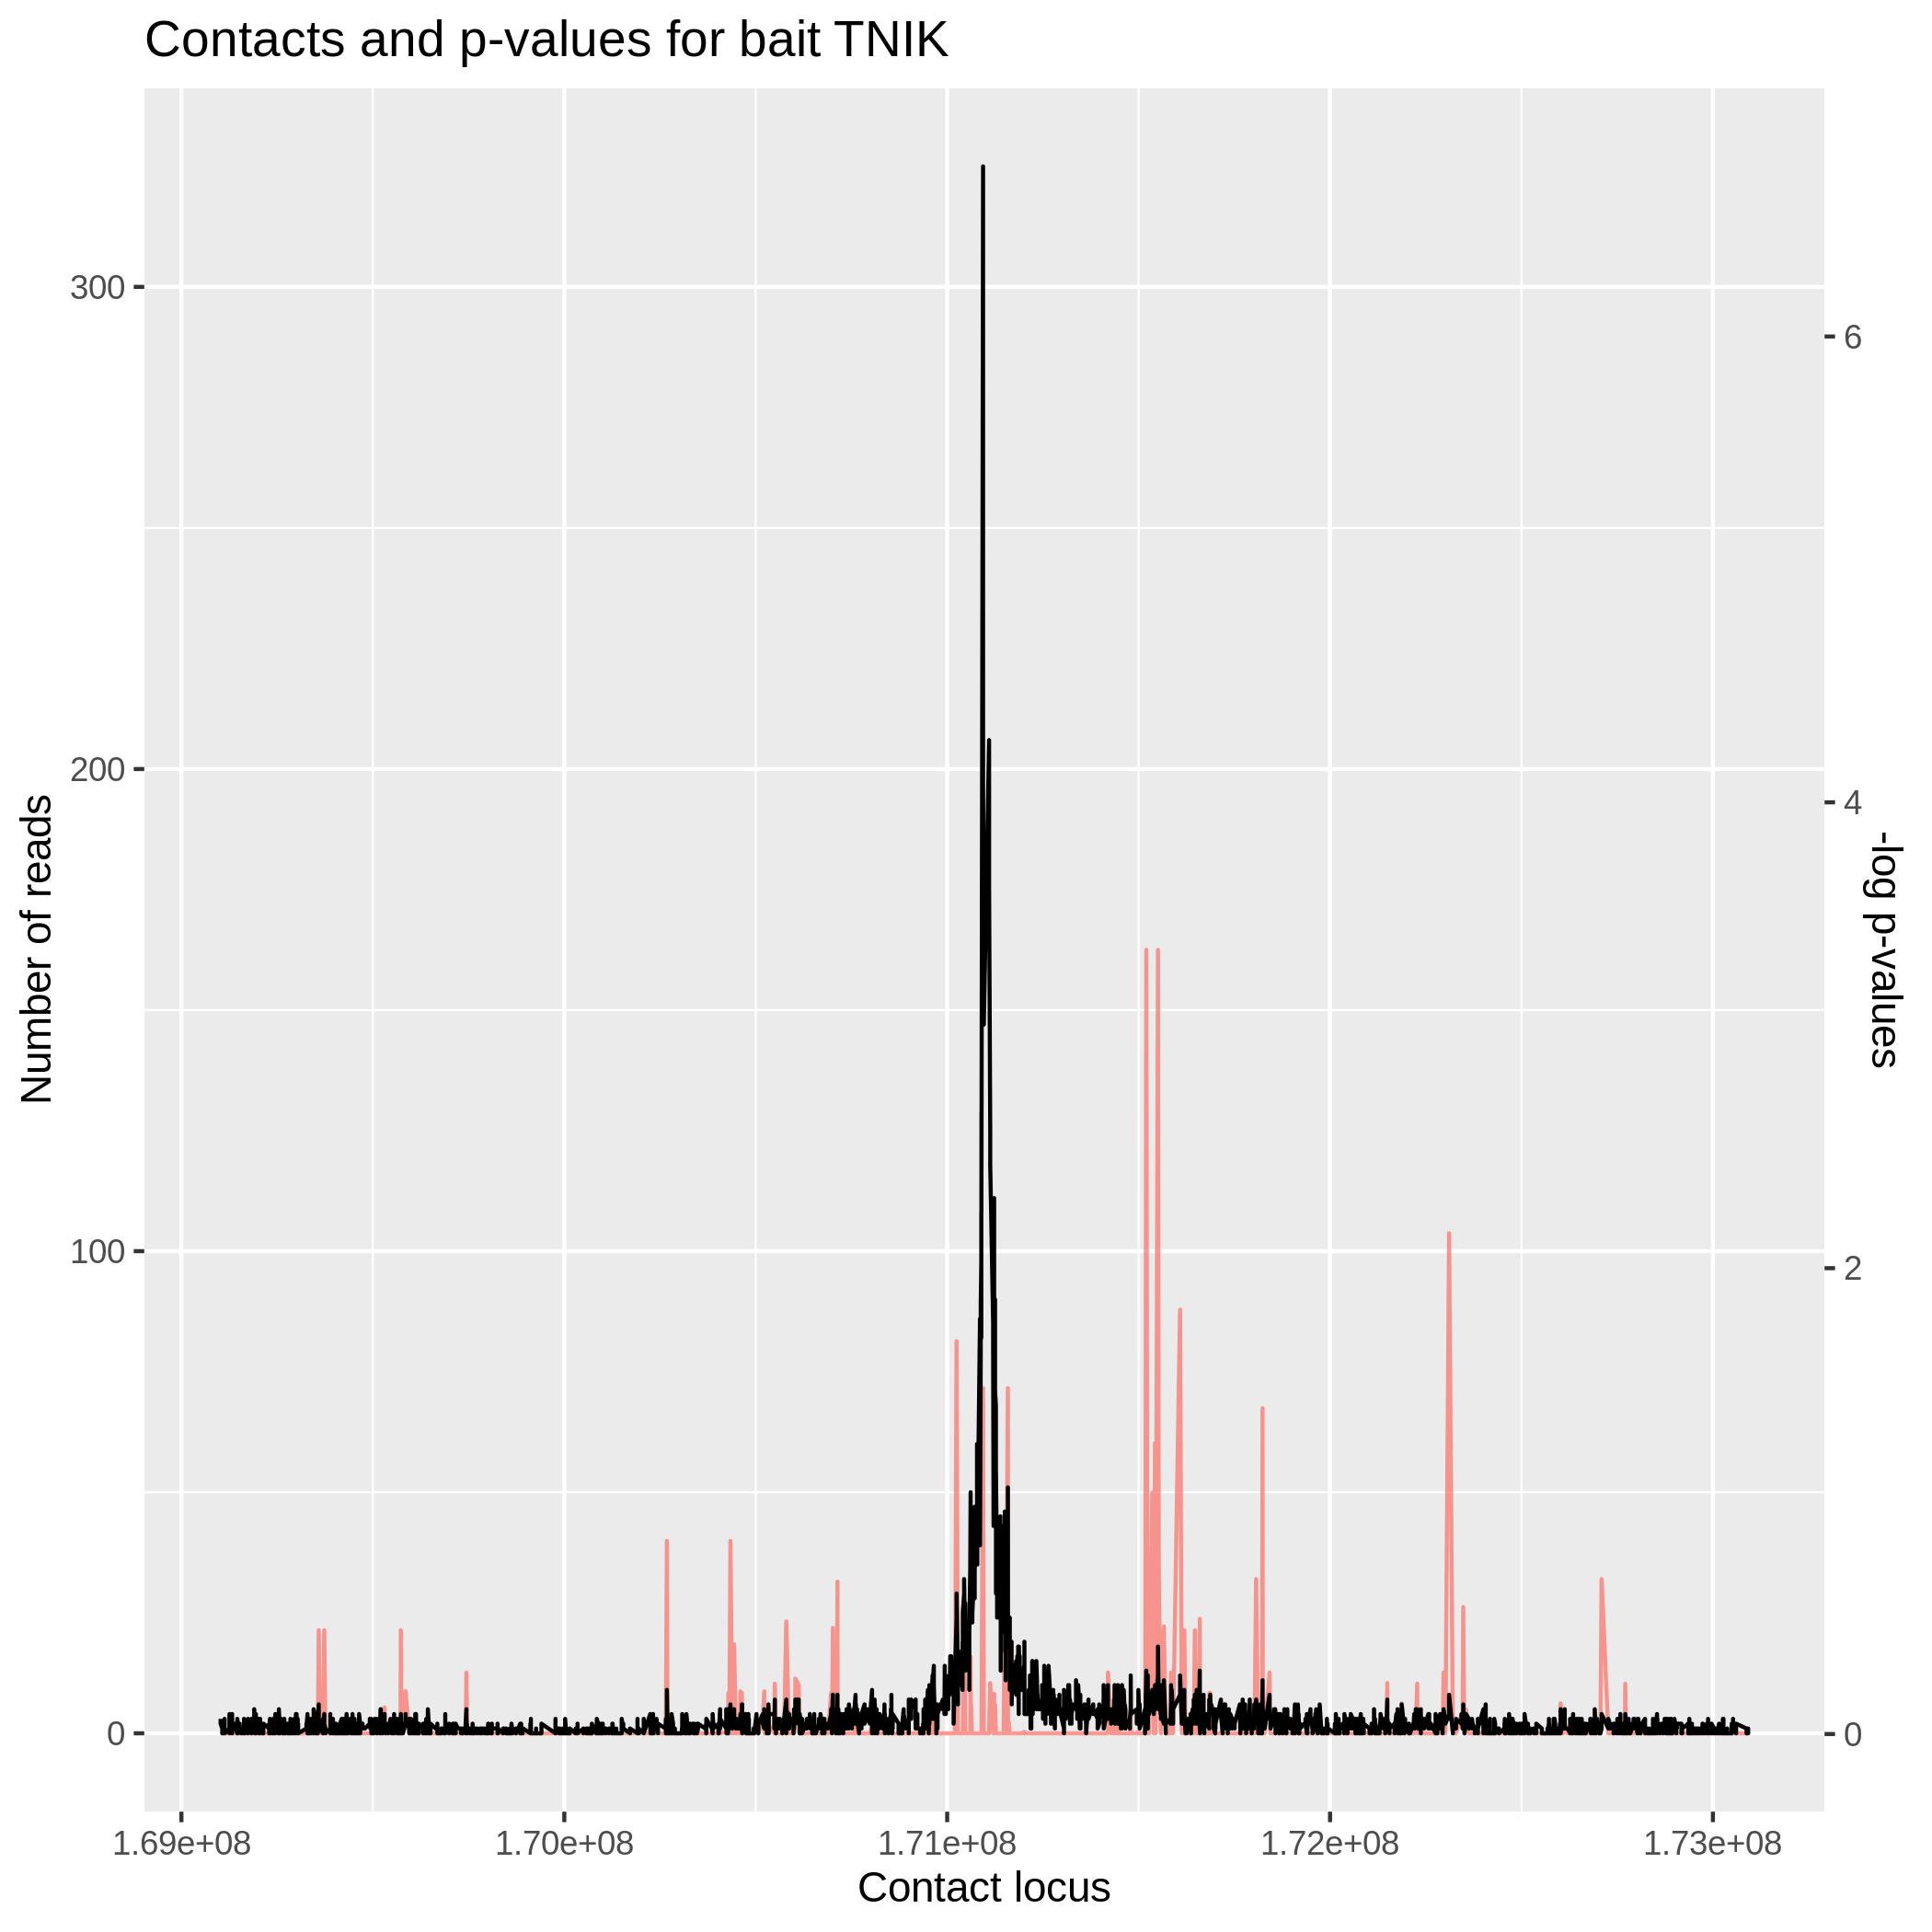 Contacts and p-values for bait TNIK
300
200
100
0
6
4
2
0
Number of reads
-log p-values
1.69e+08 1.70e+08 1.71e+08 1.72e+08 1.73e+08
Contact locus